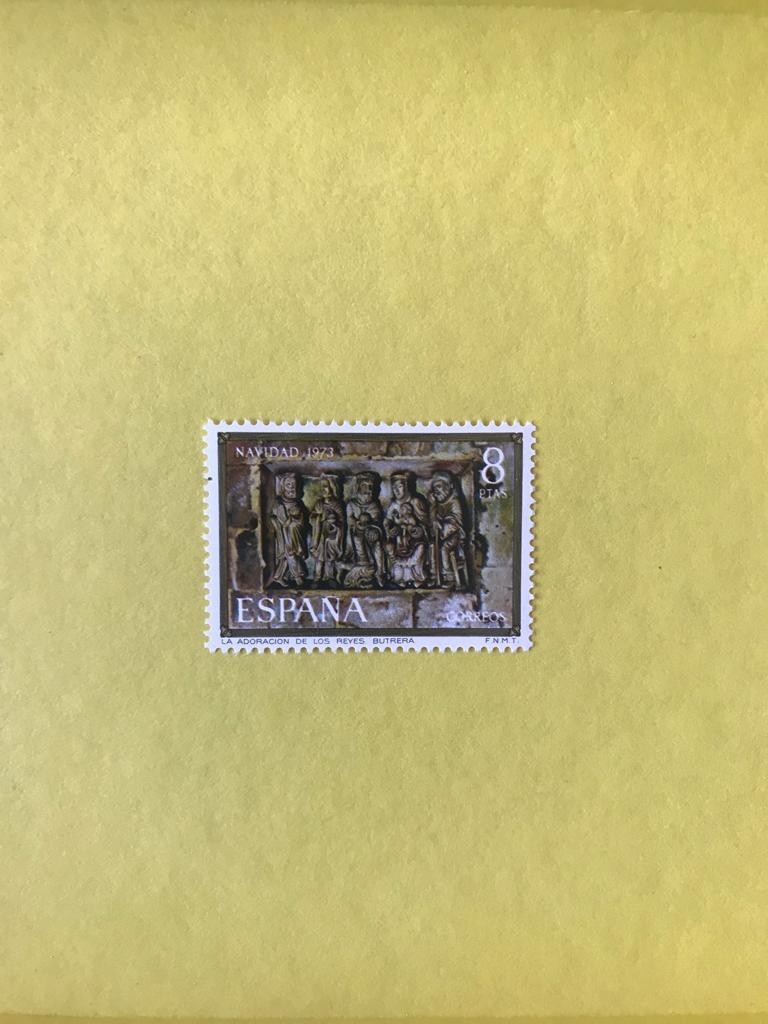 NAVIDAD 1973
8
PTAS
ESPAÑA
CORREOS
LA ADORACION DE LOS REYES BUTRERA
F.N.M.T.